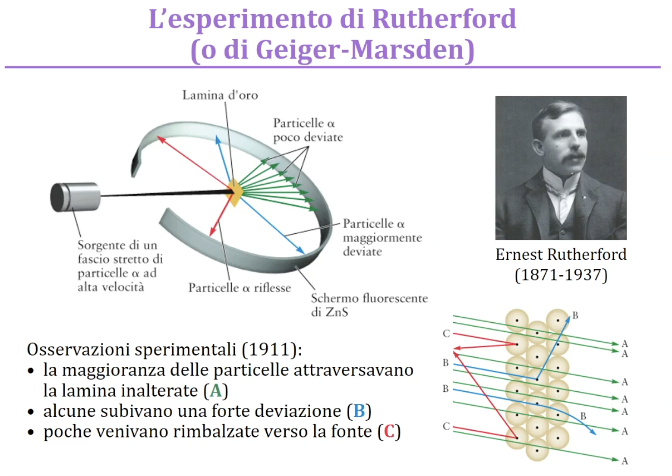 L’esperimento di Rutherford
(o di Geiger-Marsden)
Lamina d'oro
Particelle α
poco deviate
Particelle α
maggiormente
deviate
Sorgente di un
fascio stretto di
particelle α ad
alta velocità
Particelle α riflesse
Schermo fluorescente
di ZnS
Ernest Rutherford
(1871-1937)
Osservazioni sperimentali (1911):
• la maggioranza delle particelle attraversavano
la lamina inalterate (A)
• alcune subivano una forte deviazione (B)
• poche venivano rimbalzate verso la fonte (C)
B
C
A
A
B
A
B
A
A
C
B
A